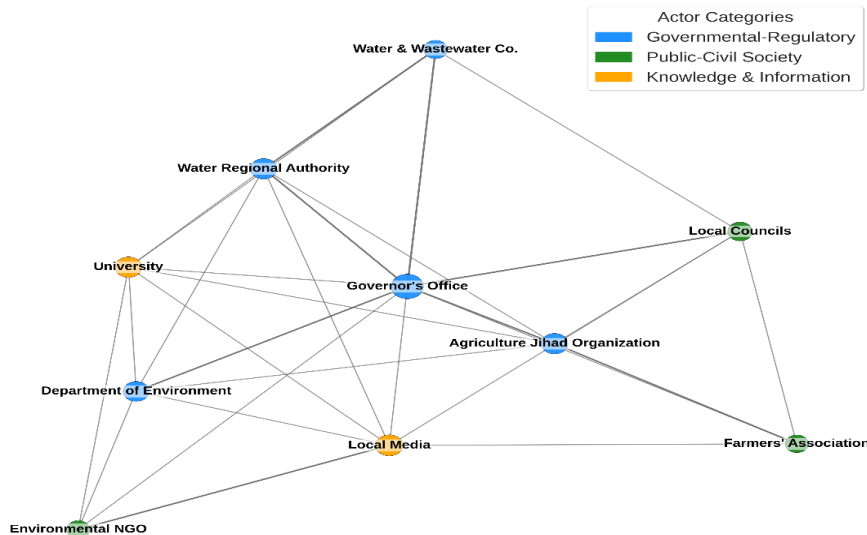 Actor Categories
Governmental-Regulatory
Public-Civil Society
Knowledge & Information
Water & Wastewater Co.
Water Regional Authority
Local Councils
University
Governor's Office
Agriculture Jihad Organization
Department of Environment
Local Media
Farmers' Association
Environmental NGO